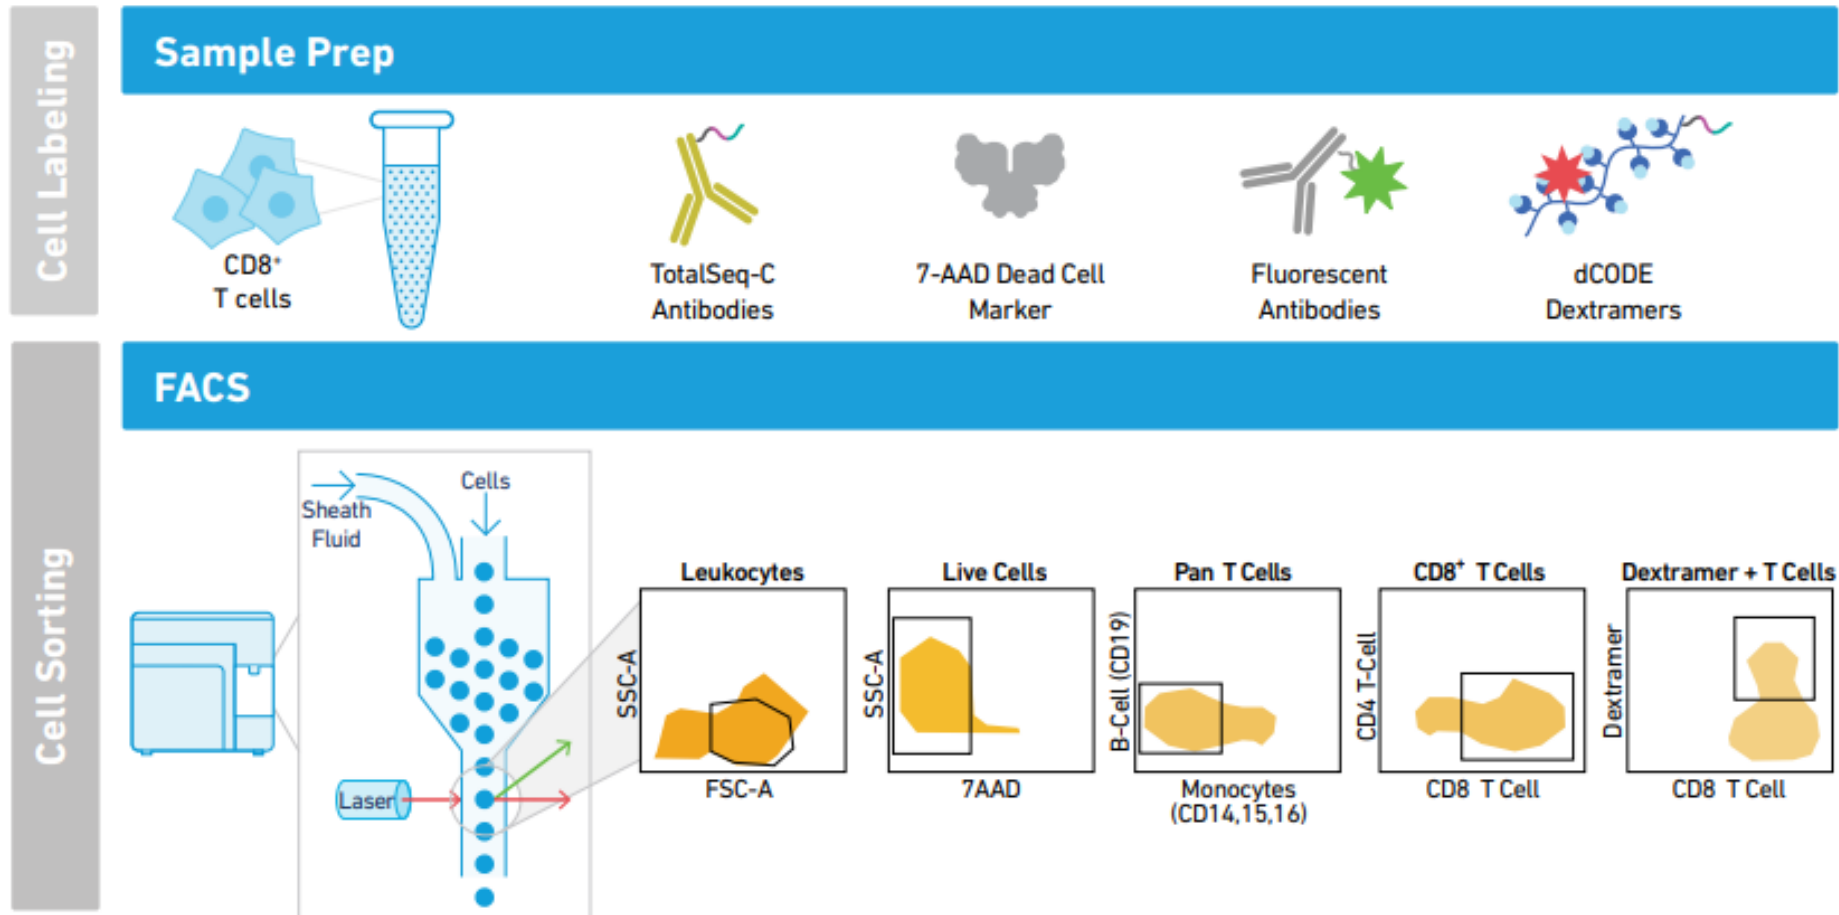 Cell Labeling
Sample Prep
CD8⁺
T cells
TotalSeq-C
Antibodies
7-AAD Dead Cell
Marker
Fluorescent
Antibodies
dCODE
Dextramers
Cell Sorting
FACS
Sheath
Fluid
Cells
Laser
Leukocytes
SSC-A
FSC-A
Live Cells
SSC-A
7AAD
Pan T Cells
B-Cell (CD19)
Monocytes
(CD14,15,16)
CD8⁺ T Cells
CD4 T-Cell
CD8 T Cell
Dextramer + T Cells
Dextramer
CD8 T Cell